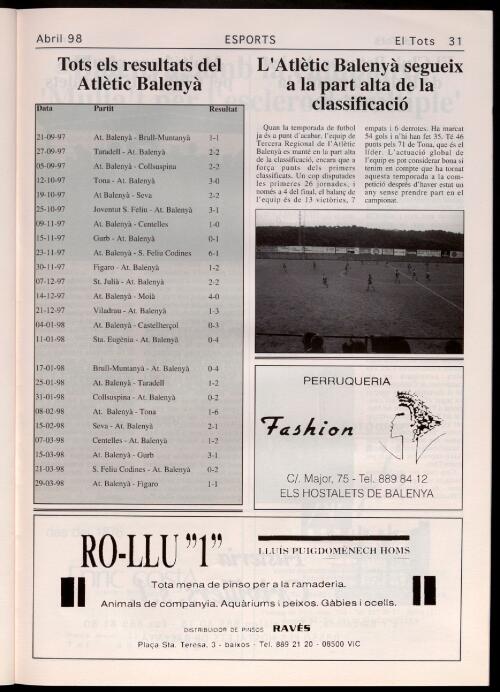 Abril 98 ESPORTS El Tots 31
Tots els resultats del
Atlètic Balenyà
Data Partit Resultat
21-09-97 At. Balenyà - Brull-Muntanyà 1-1
27-09-97 Taradell - At. Balenyà 2-2
05-09-97 At. Balenyà - Collsuspina 2-2
12-10-97 Tona - At. Balenyà 3-0
19-10-97 At Balenyà - Seva 2-2
25-10-97 Joventut S. Feliu - At. Balenyà 3-1
09-11-97 At. Balenyà - Centelles 1-0
15-11-97 Gurb - At. Balenyà 0-1
23-11-97 At. Balenyà - S. Feliu Codines 6-1
30-11-97 Figaro - At. Balenyà 1-2
07-12-97 St. Julià - At. Balenyà 2-2
14-12-97 At. Balenyà - Moià 4-0
21-12-97 Viladrau - At. Balenyà 1-3
04-01-98 At. Balenyà - Castellterçol 0-3
11-01-98 Sta. Eugènia - At. Balenyà 0-4
17-01-98 Brull-Muntanyà - At. Balenyà 0-4
25-01-98 At. Balenyà - Taradell 1-2
31-01-98 Collsuspina - At. Balenyà 0-2
08-02-98 At. Balenyà - Tona 1-6
15-02-98 Seva - At. Balenyà 2-1
07-03-98 Centelles - At. Balenyà 1-2
15-03-98 At. Balenyà - Gurb 3-1
21-03-98 S. Feliu Codines - At. Balenyà 0-2
29-03-98 At. Balenyà - Figaro 1-1
L'Atlètic Balenyà segueix
a la part alta de la
classificació
Quan la temporada de futbol
ja és a punt d'acabar, l'equip de
Tercera Regional de l'Atlètic
Balenyà es manté en la part alta
de la classificació, encara que a
força punts dels primers
classificats. Un cop disputades
les primeres 26 jornades, i
només a 4 del final, el balanç de
l'equip és de 13 victòries, 7
empats i 6 derrotes. Ha marcat
54 gols i n'hi han fet 35. Té 46
punts pels 71 de Tona, que és el
líder. L'actuació global de
l'equip es pot considerar bona si
tenim en compte que ha tornat
aquesta temporada a la com-
petició després d'haver estat un
any sense prendre part en el
campionat.
PERRUQUERIA
Fashion
C/. Major, 75 - Tel. 889 84 12
ELS HOSTALETS DE BALENYA
RO-LLU "1"
LLUÍS PUIGDOMÈNECH HOMS
Tota mena de pinso per a la ramaderia.
Animals de companyia. Aquàriums i peixos. Gàbies i ocells.
DISTRIBUIDOR DE PINSOS RAVÉS
Plaça Sta. Teresa, 3 - baixos - Tel. 889 21 20 - 08500 VIC